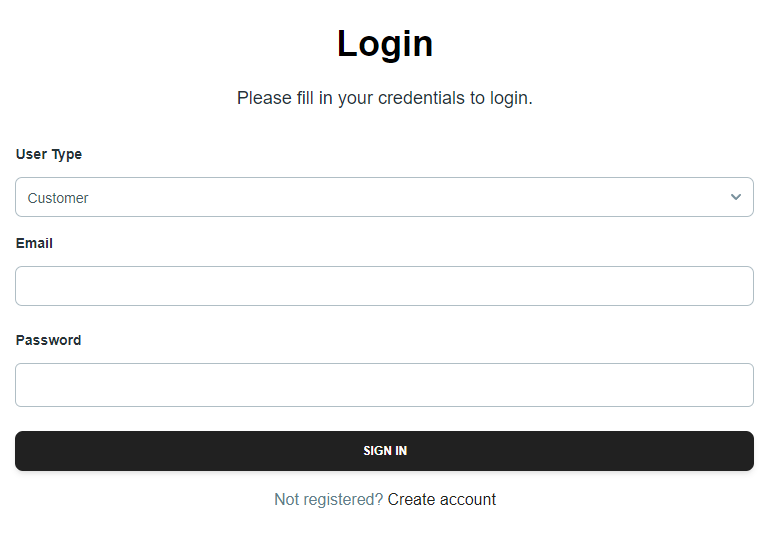 Login
Please fill in your credentials to login.
User Type
Customer
Email
Password
SIGN IN
Not registered? Create account